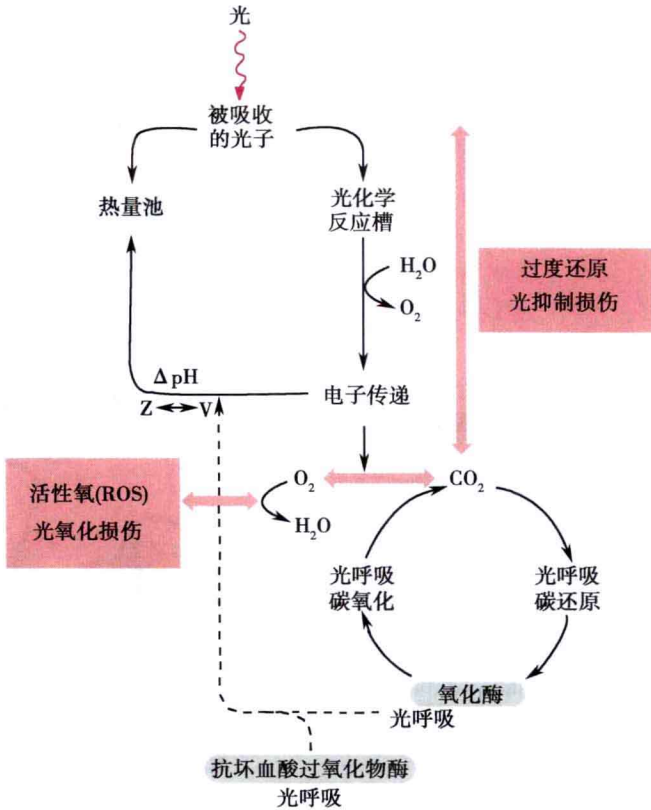 光
被吸收
的光子
热量池
光化学
反应槽
H₂O
O₂
过度还原
光抑制损伤
ΔpH
Z V
电子传递
活性氧(ROS)
光氧化损伤
O₂
H₂O
CO₂
光呼吸
碳氧化
光呼吸
碳还原
氧化酶
光呼吸
抗坏血酸过氧化物酶
光呼吸